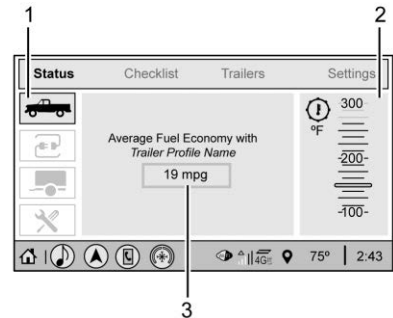 1 2
Status Checklist Trailers Settings
300
°F
Average Fuel Economy with
Trailer Profile Name
-200-
19 mpg
-100-
4G 75° 2:43
3